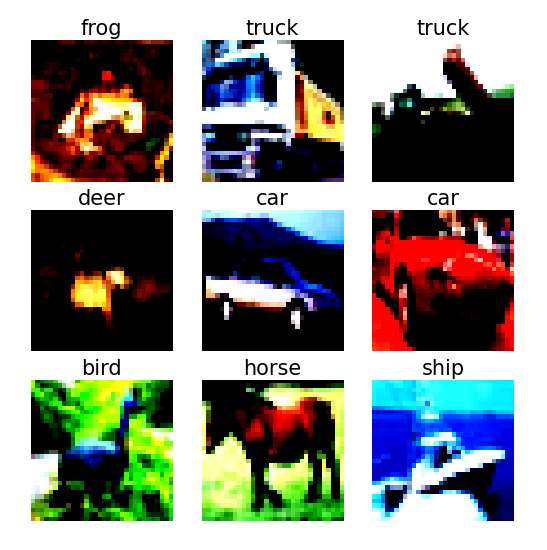 frog truck truck
deer car car
bird horse ship